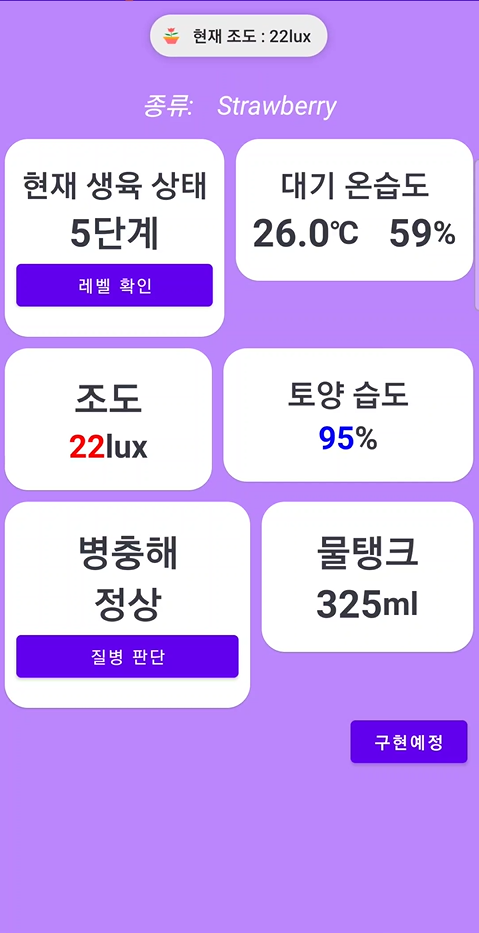 현재 조도 : 22lux
종류: Strawberry
현재 생육 상태
5단계
레벨 확인
대기 온습도
26.0℃ 59%
조도
22lux
토양 습도
95%
병충해
정상
질병 판단
물탱크
325ml
구현예정